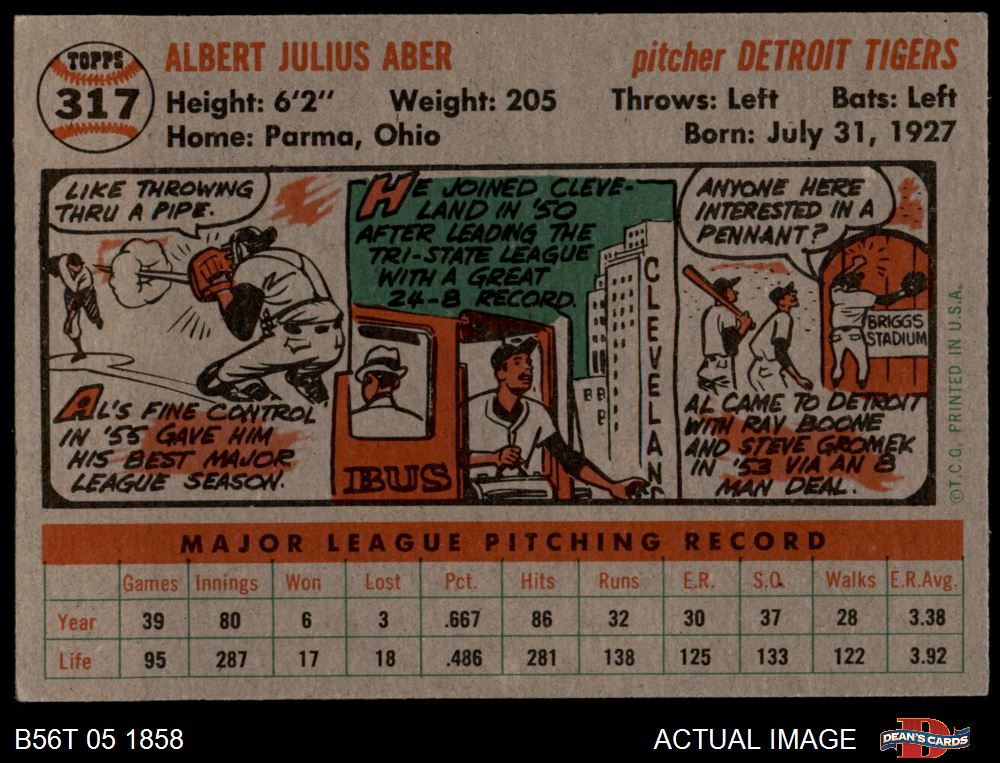 TOPPS
317
ALBERT JULIUS ABER
pitcher DETROIT TIGERS
Height: 6'2" Weight: 205 Throws: Left Bats: Left
Home: Parma, Ohio Born: July 31, 1927
LIKE THROWING
THRU A PIPE.
AL'S FINE CONTROL
IN '55 GAVE HIM
HIS BEST MAJOR
LEAGUE SEASON.
HE JOINED CLEVE-
LAND IN '50
AFTER LEADING THE
TRI-STATE LEAGUE
WITH A GREAT
24-8 RECORD.
CLEVELAND
BUS
ANYONE HERE
INTERESTED IN A
PENNANT?
BRIGGS
STADIUM
AL CAME TO DETROIT
WITH RAY BOONE
AND STEVE GROMEK
IN '53 VIA AN 8
MAN DEAL.
©T.C.G. PRINTED IN U.S.A.
MAJOR LEAGUE PITCHING RECORD
Games Innings Won Lost Pct. Hits Runs E.R. S.O. Walks E.R.Avg.
Year 39 80 6 3 .667 86 32 30 37 28 3.38
Life 95 287 17 18 .486 281 138 125 133 122 3.92
B56T 05 1858
ACTUAL IMAGE
D
DEAN'S CARDS